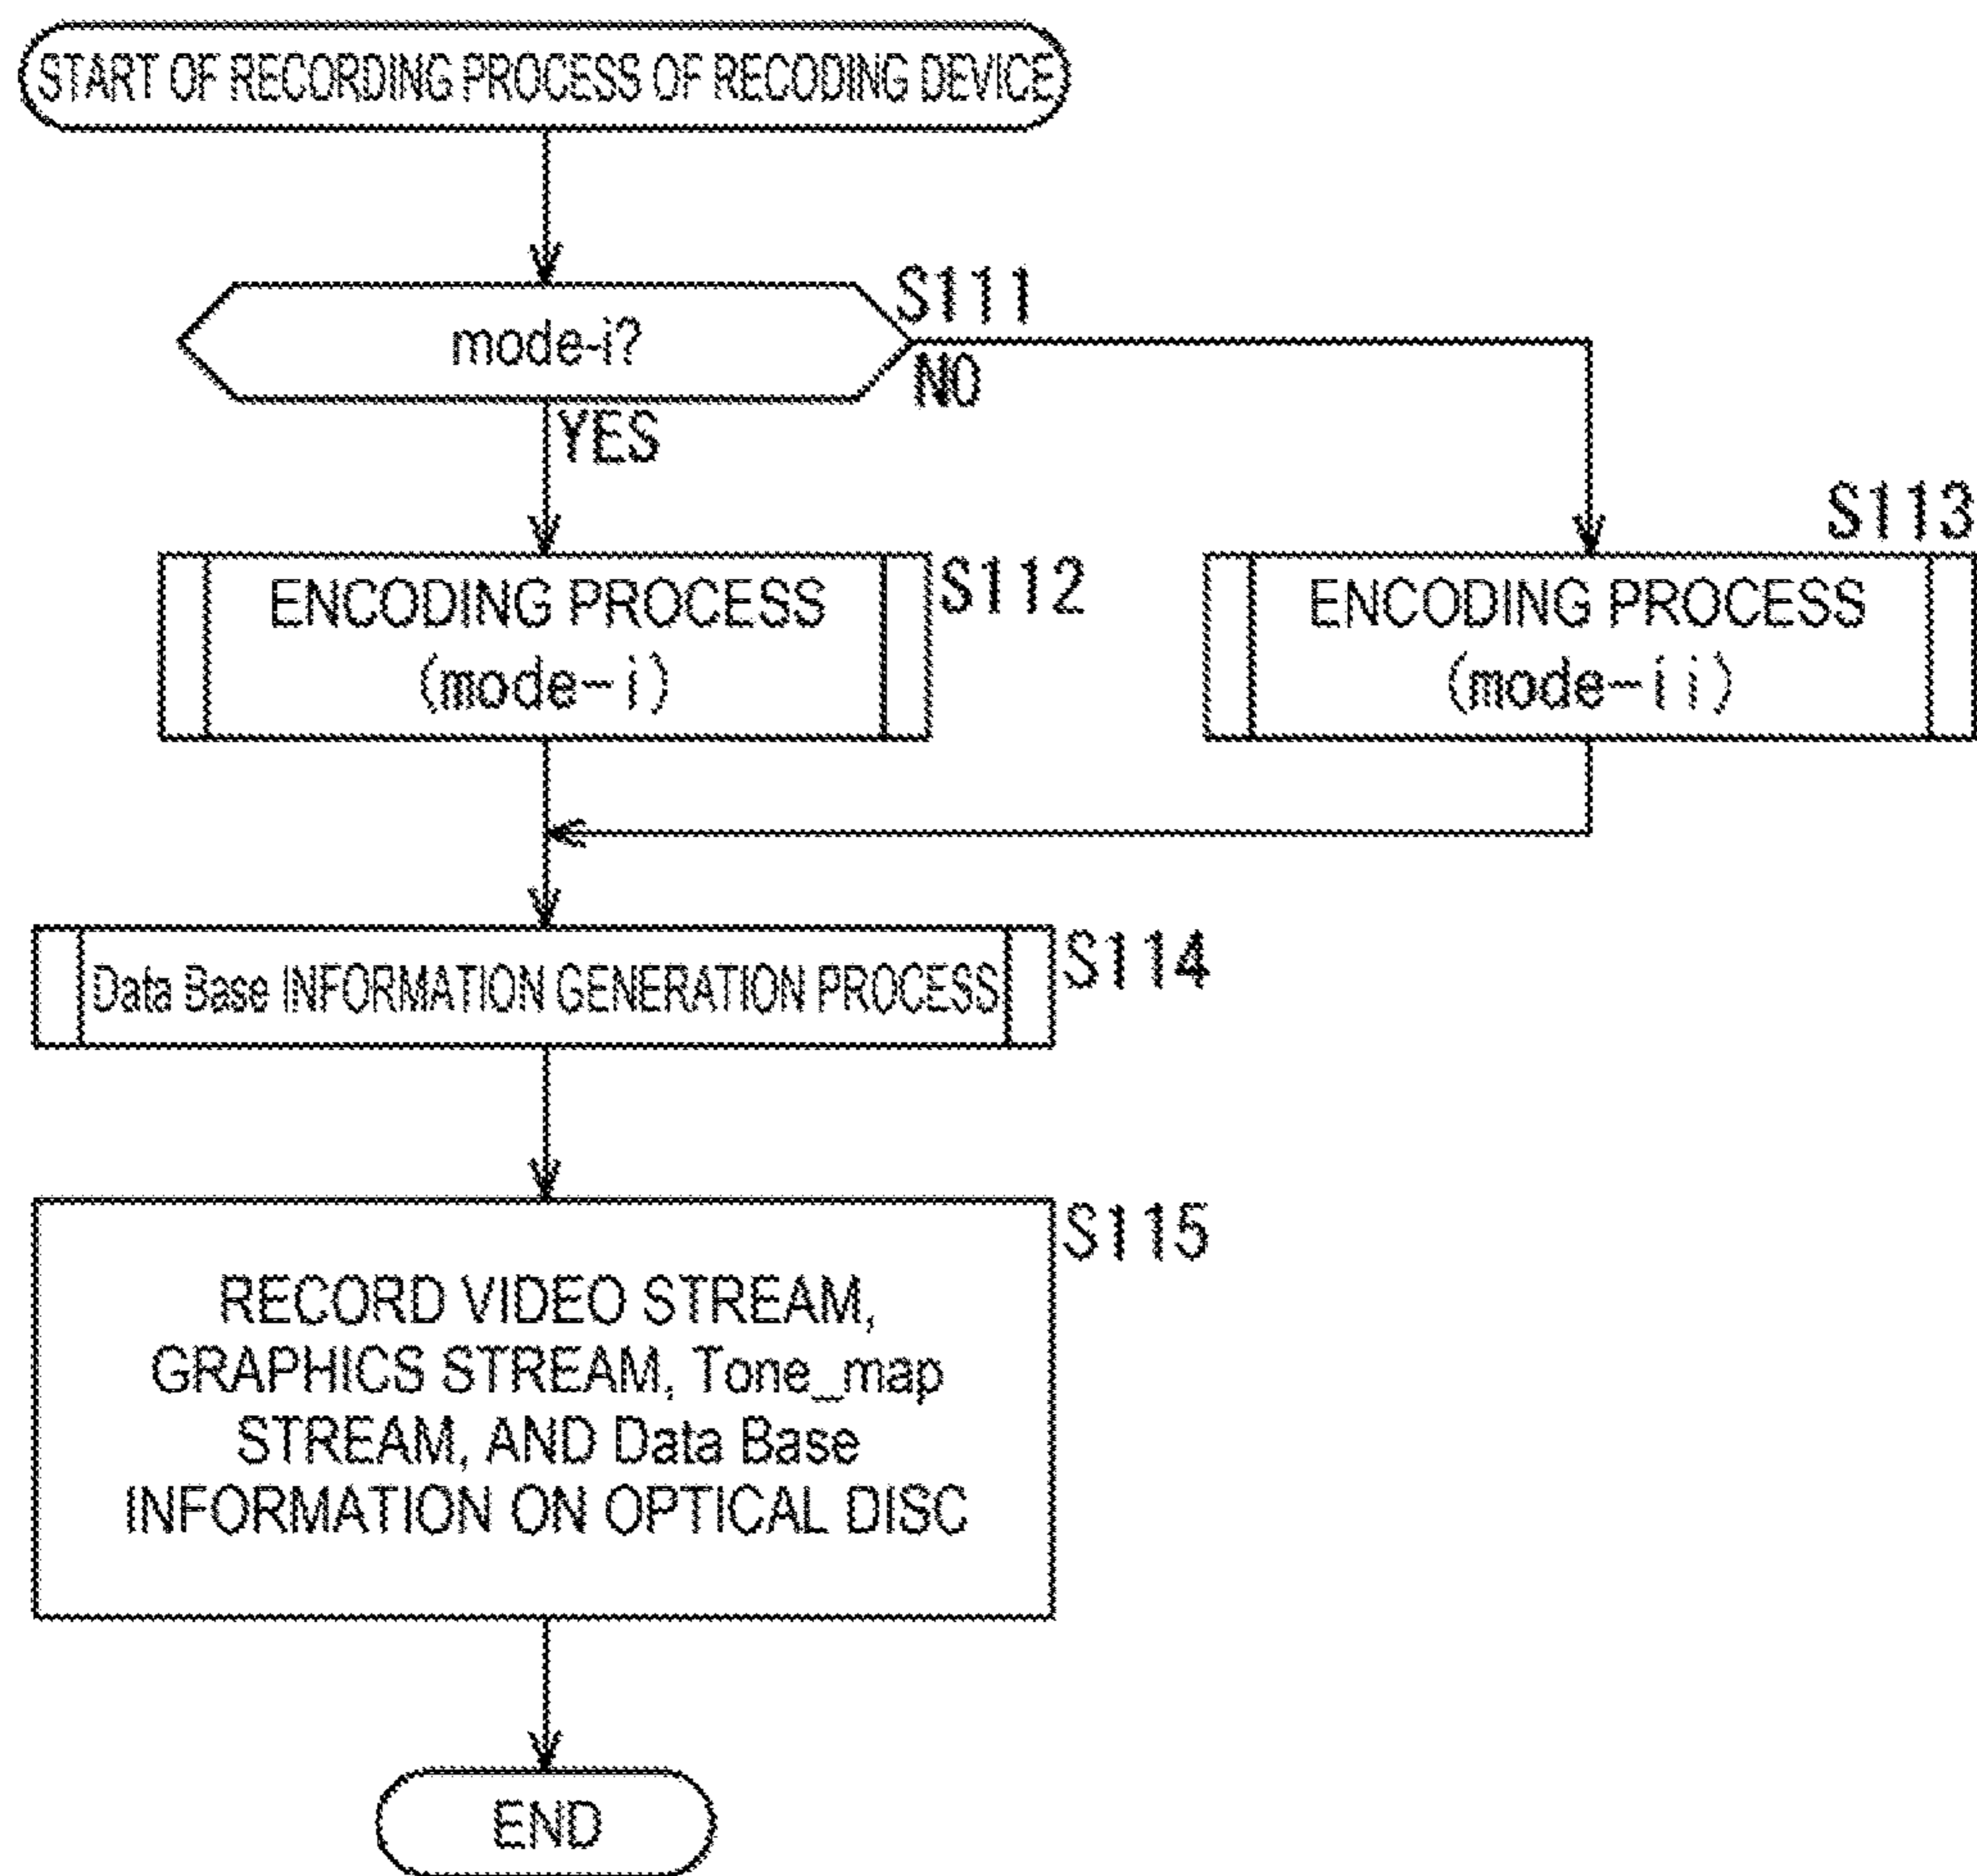 START OF RECORDING PROCESS OF RECODING DEVICE
S111
mode-i?
NO
YES
S113
ENCODING PROCESS
(mode-i)
S112
ENCODING PROCESS
(mode-ii)
Data Base INFORMATION GENERATION PROCESS
S114
S115
RECORD VIDEO STREAM,
GRAPHICS STREAM, Tone_map
STREAM, AND Data Base
INFORMATION ON OPTICAL DISC
END